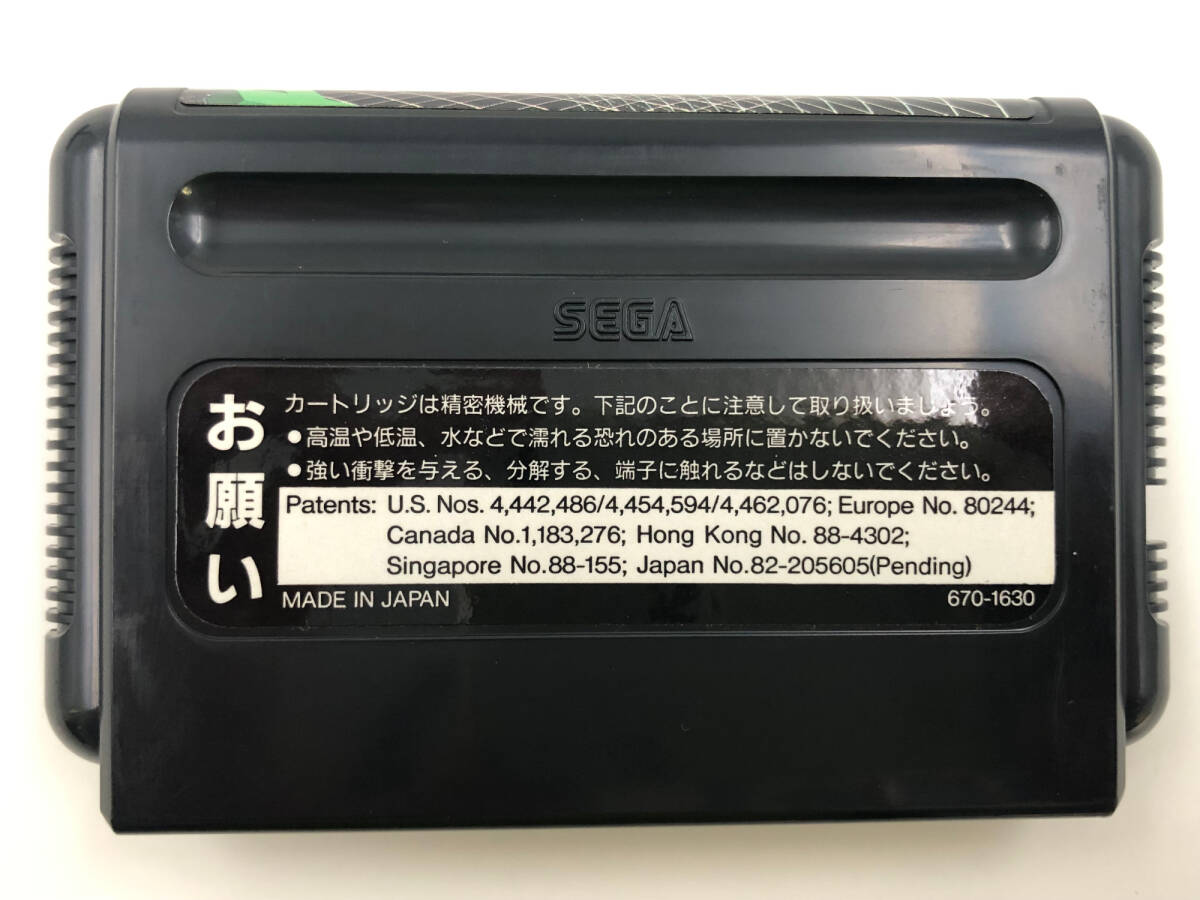 SEGA
お願い
カートリッジは精密機械です。下記のことに注意して取り扱いましょう。
●高温や低温、水などで濡れる恐れのある場所に置かないでください。
●強い衝撃を与える、分解する、端子に触れるなどはしないでください。
Patents: U.S. Nos. 4,442,486/4,454,594/4,462,076; Europe No. 80244;
Canada No.1,183,276; Hong Kong No. 88-4302;
Singapore No.88-155; Japan No.82-205605(Pending)
MADE IN JAPAN 670-1630